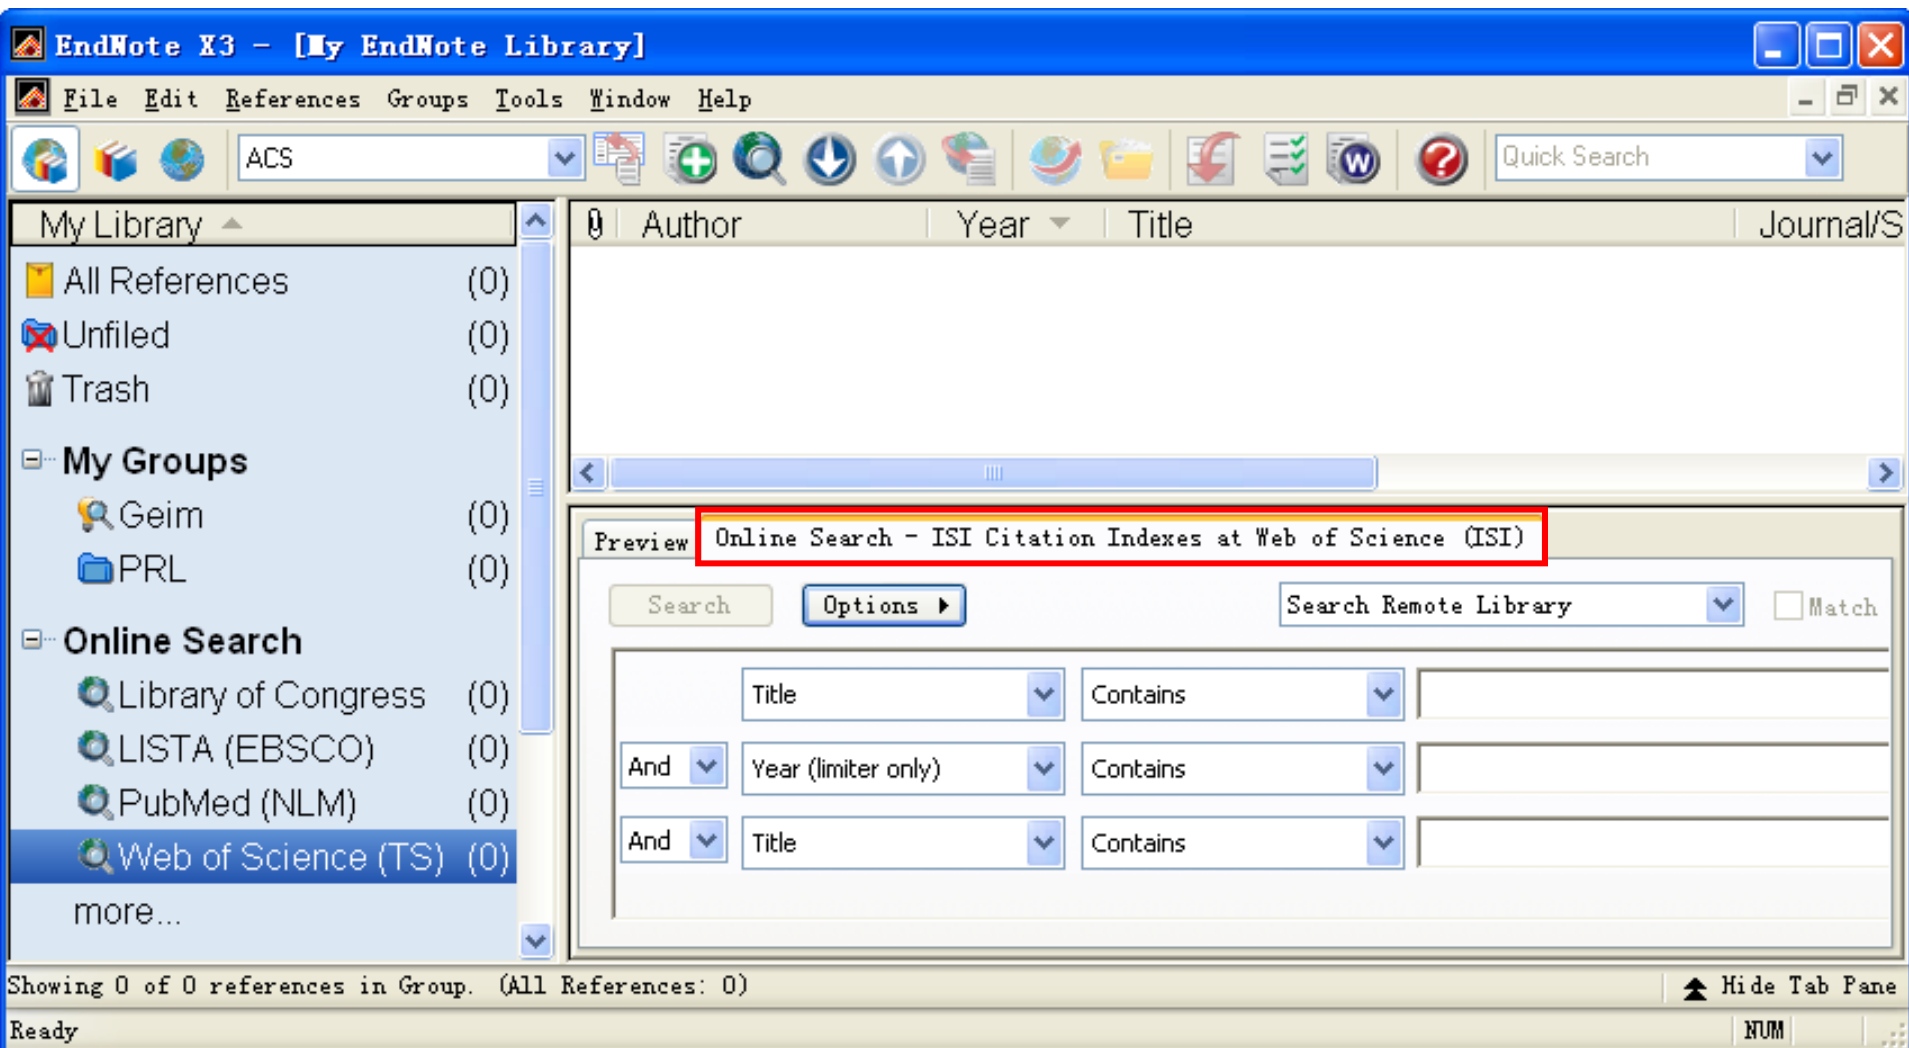 EndNote X3 - [My EndNote Library]
File Edit References Groups Tools Window Help
ACS
Quick Search
My Library
Author Year Title Journal/S
All References (0)
Unfiled (0)
Trash (0)
My Groups
Geim (0)
PRL (0)
Online Search
Library of Congress (0)
LISTA (EBSCO) (0)
PubMed (NLM) (0)
Web of Science (TS) (0)
more...
Preview Online Search - ISI Citation Indexes at Web of Science (ISI)
Search Options Search Remote Library Match
Title Contains
And Year (limiter only) Contains
And Title Contains
Showing 0 of 0 references in Group. (All References: 0)
Hide Tab Pane
Ready
NUM